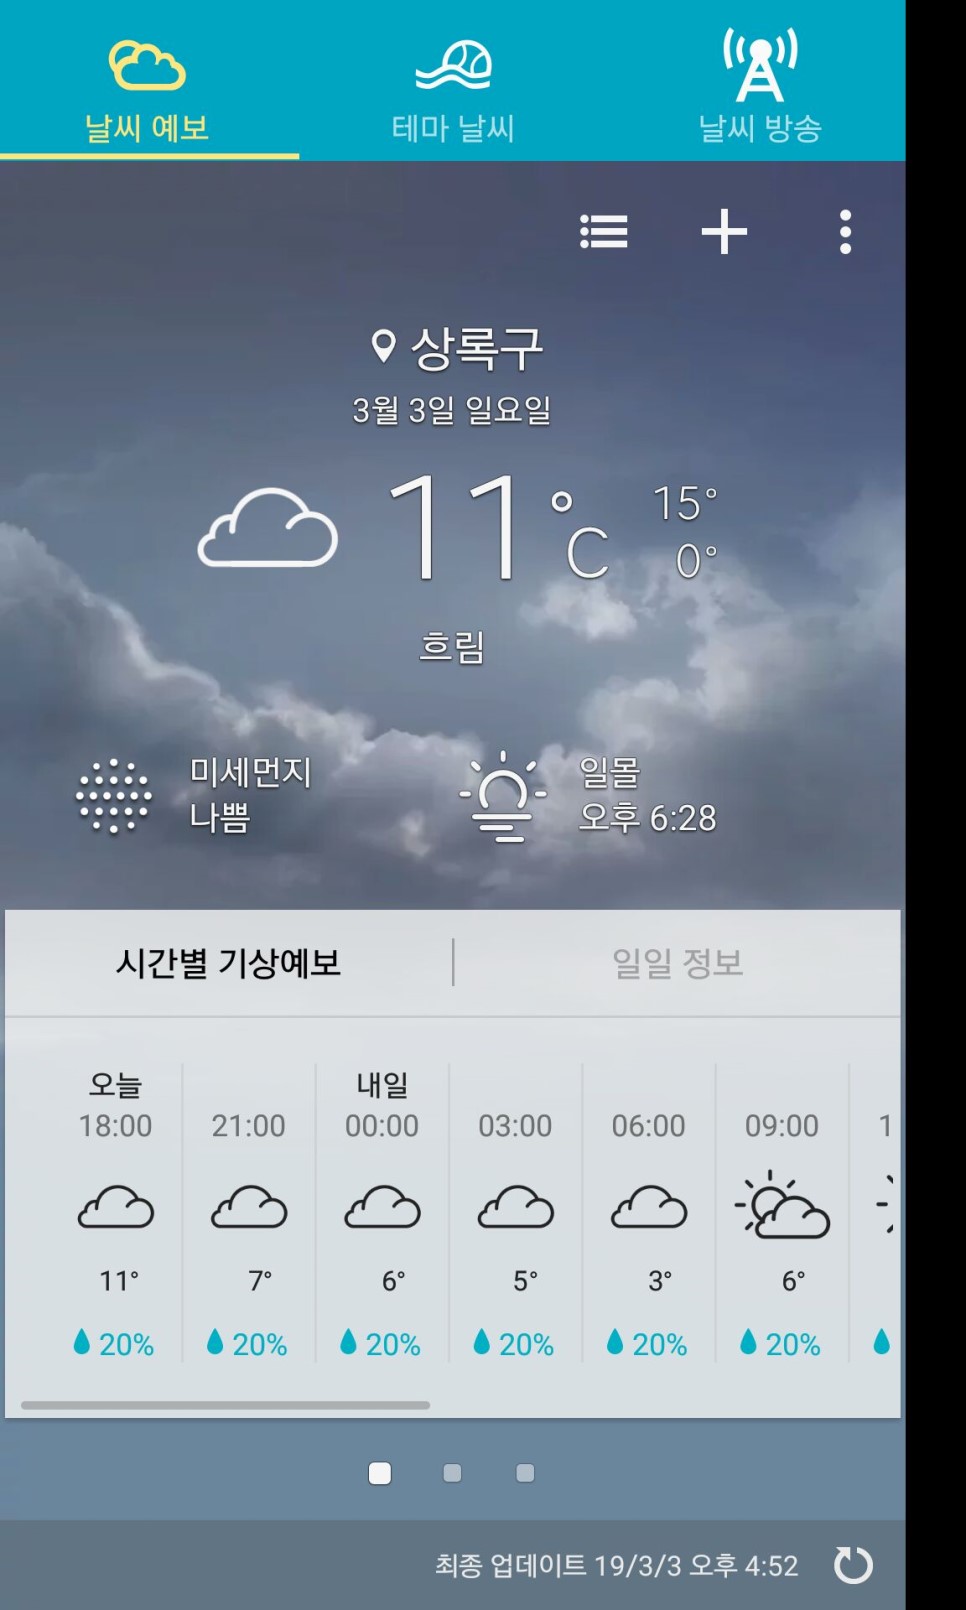 날씨 예보
테마 날씨
날씨 방송
상록구
3월 3일 일요일
11°C
15°
0°
흐림
미세먼지
나쁨
일몰
오후 6:28
시간별 기상예보
일일 정보
오늘
내일
18:00 21:00 00:00 03:00 06:00 09:00 1
11° 7° 6° 5° 3° 6°
20% 20% 20% 20% 20% 20%
최종 업데이트 19/3/3 오후 4:52